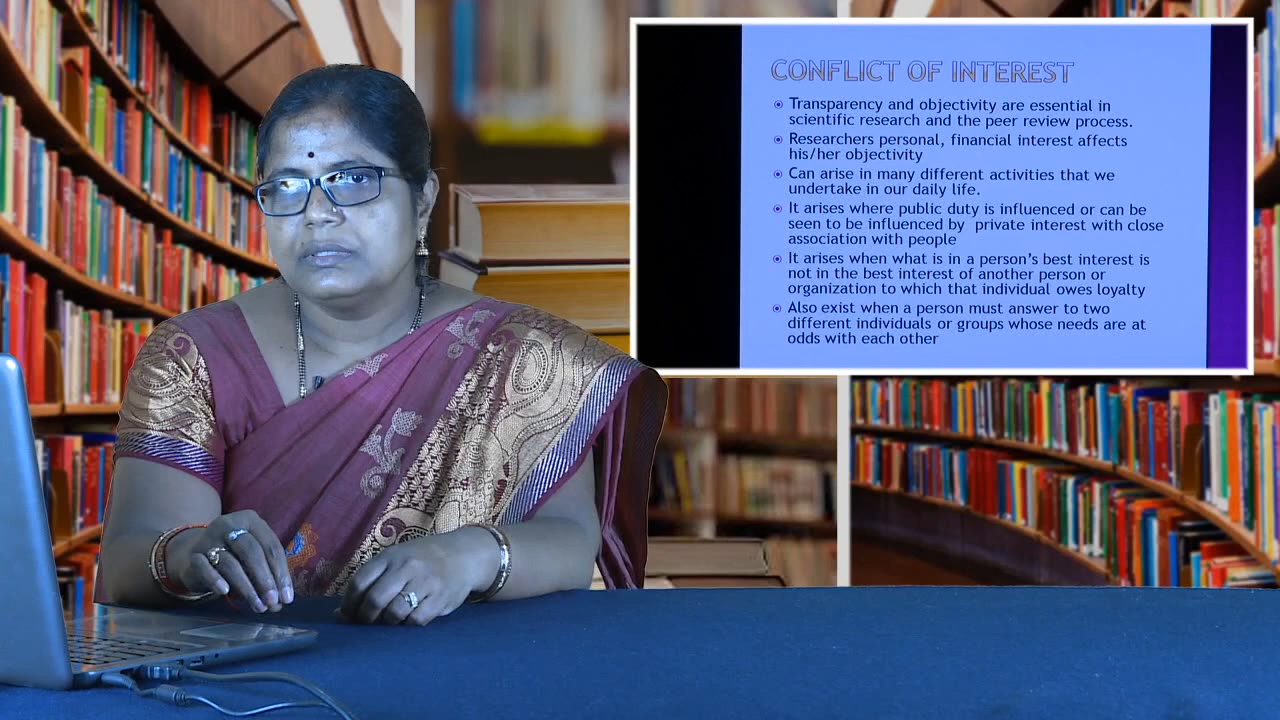 CONFLICT OF INTEREST
Transparency and objectivity are essential in
scientific research and the peer review process.
Researchers personal, financial interest affects
his/her objectivity
Can arise in many different activities that we
undertake in our daily life.
It arises where public duty is influenced or can be
seen to be influenced by private interest with close
association with people
It arises when what is in a person's best interest is
not in the best interest of another person or
organization to which that individual owes loyalty
Also exist when a person must answer to two
different individuals or groups whose needs are at
odds with each other